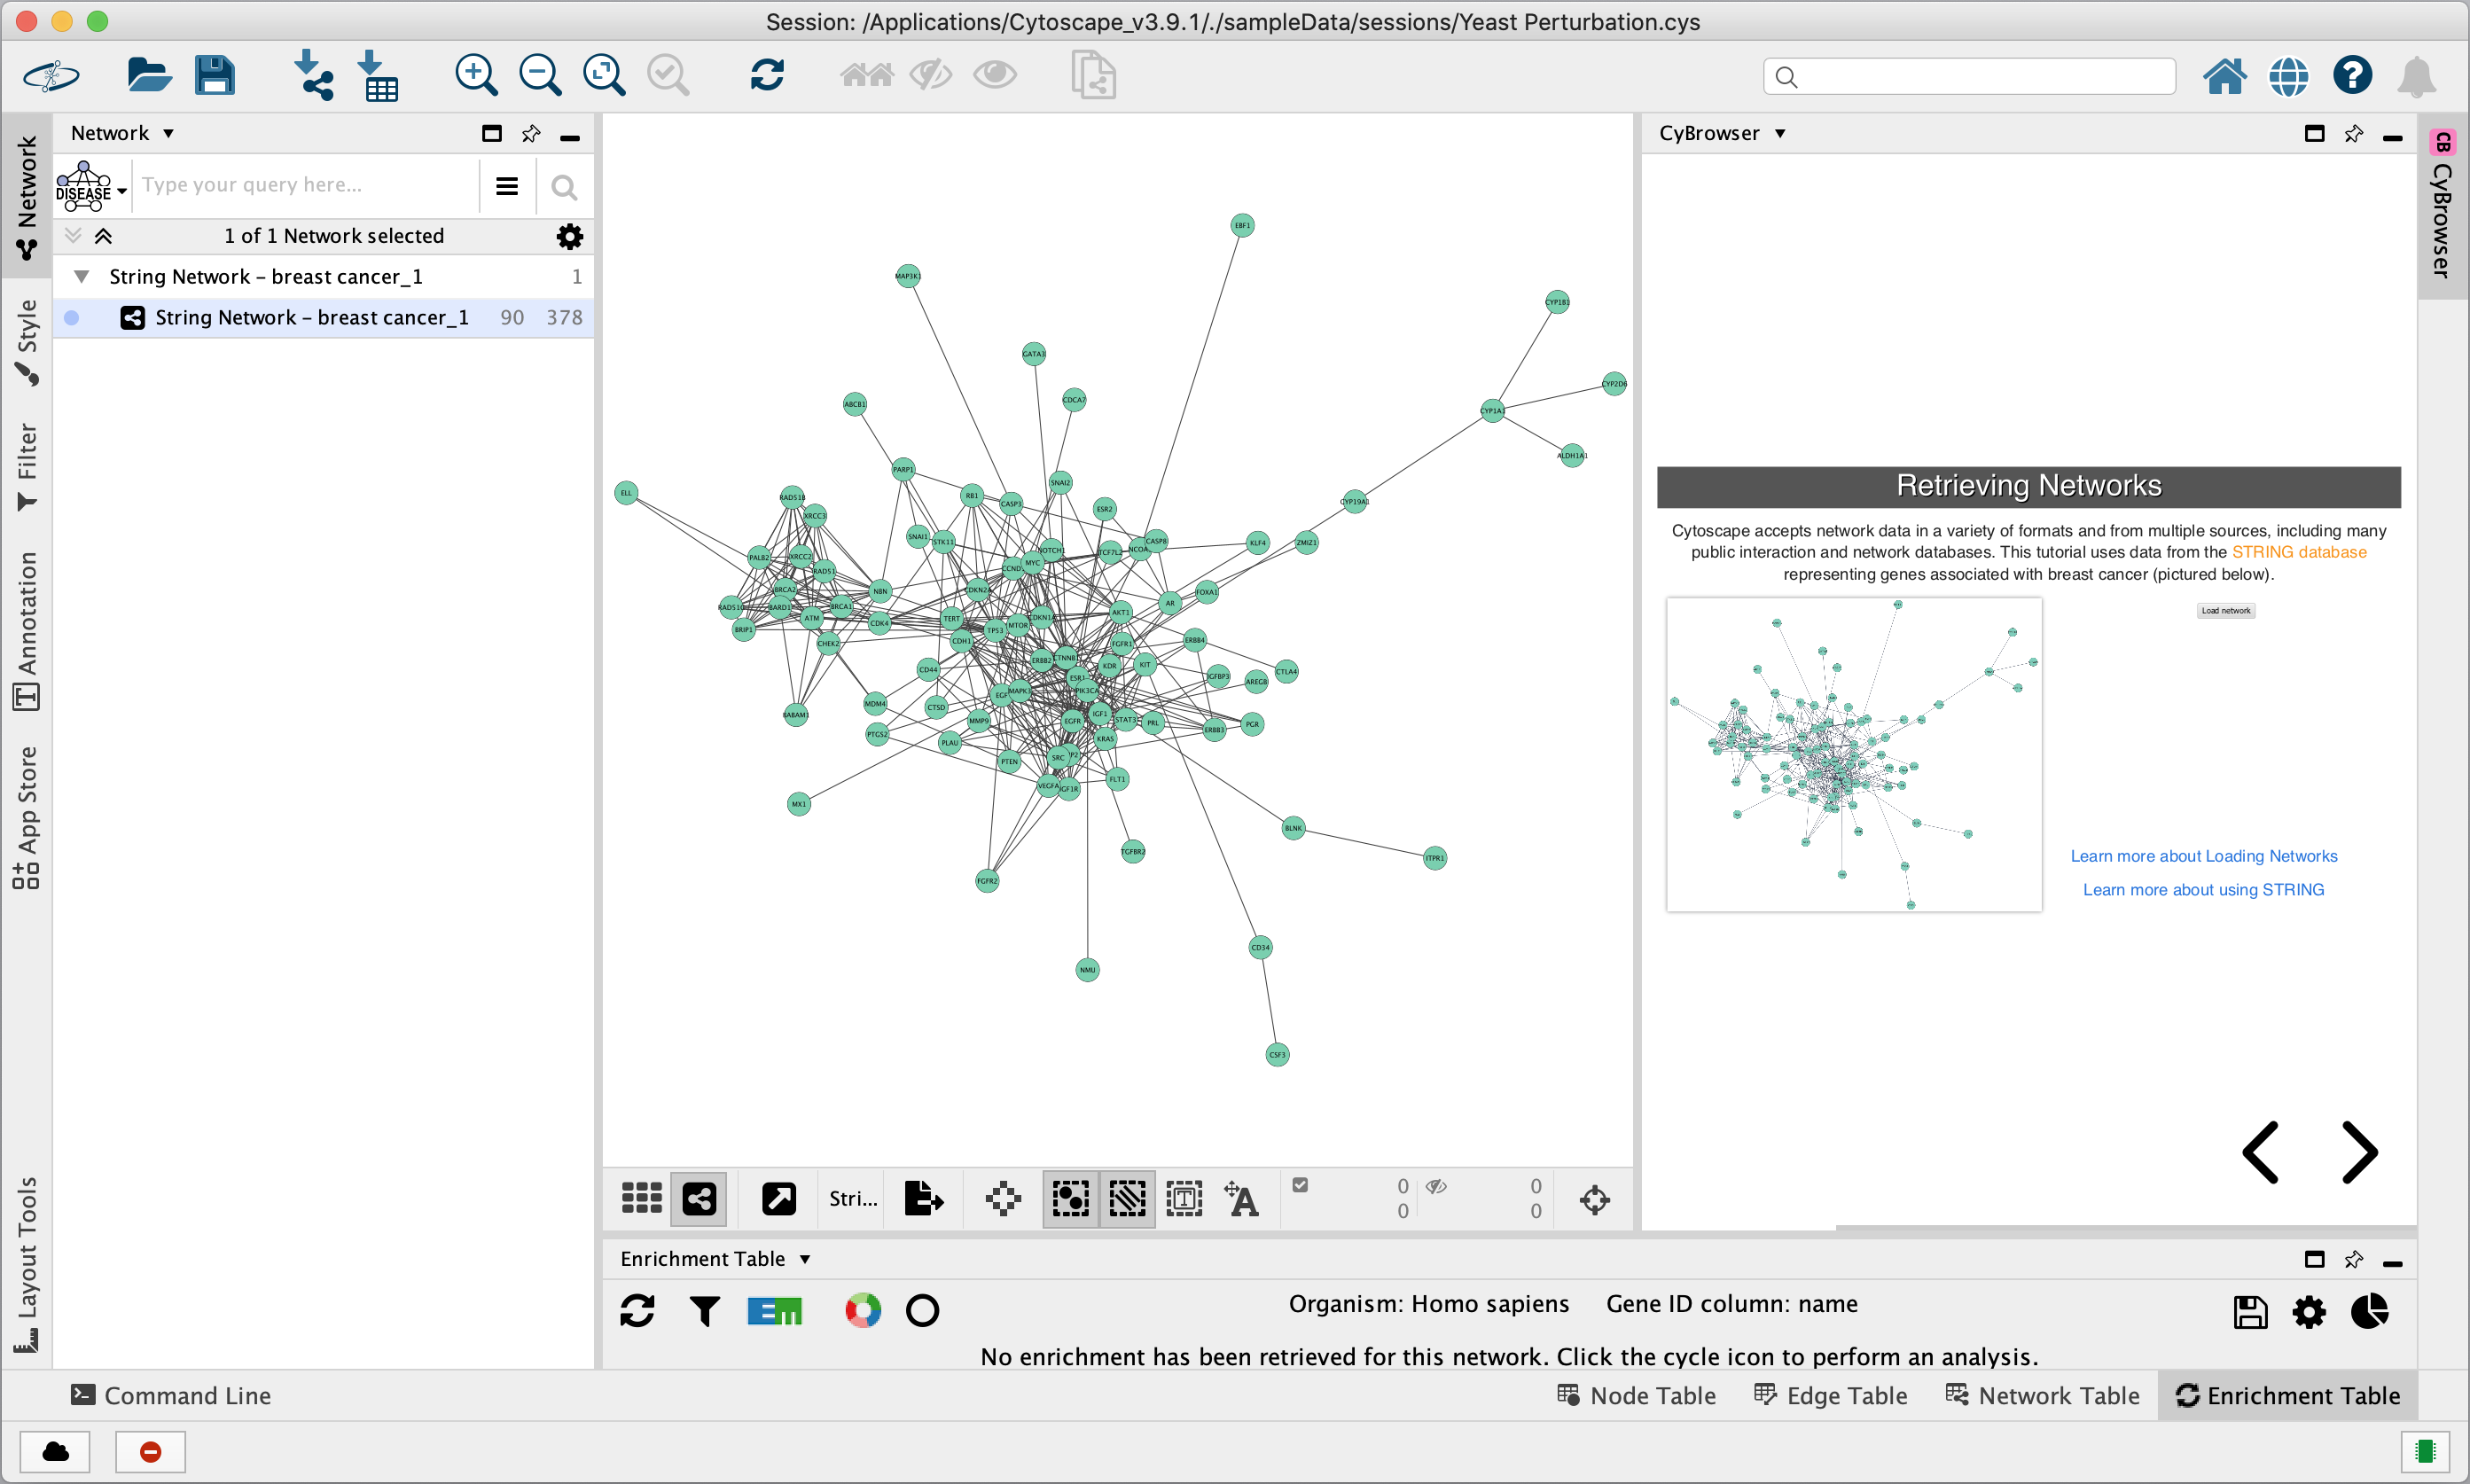 Session: /Applications/Cytoscape_v3.9.1/./sampleData/sessions/Yeast Perturbation.cys
Network
DISEASE
Type your query here...
1 of 1 Network selected
String Network – breast cancer_1 1
String Network – breast cancer_1 90 378
Network
Style
Filter
Annotation
App Store
Layout Tools
EBF1
MAP3K1
CYP1B1
GATA3
CYP2D6
CDCA7
ABCB1
CYP1A1
ALDH1A1
PARP1
SNAI2
ELL
RAD51B
RB1
CASP3
CYP19A1
ESR2
XRCC3
SNAI1
STK11
CASP8
KLF4
ZMIZ1
NOTCH1
TCF7L2
NCOA
PALB2
XRCC2
MYC
CCND
RAD51
BRCA2
NBN
CDKN2A
FOXA1
AR
RAD51C
BARD1
BRCA1
AKT1
ATM
CDK4
TERT
CDKN1A
BRIP1
TP53
MTOR
CHEK2
CDH1
FGFR1
ERBB4
ERBB2
CTNNB1
KDR
KIT
CD44
CTLA4
ESR1
IGFBP3
AREGB
EGF
MAPK3
PIK3CA
MDM4
CTSD
BABAM1
IGF1
MMP9
EGFR
STAT3
PRL
PGR
ERBB3
PTGS2
PLAU
KRAS
PTEN
SRC
P2
FLT1
VEGFA
IGF1R
MX1
BLNK
TGFBR2
ITPR1
FGFR2
CD34
NMU
CSF3
Stri...
0 0
0 0
CyBrowser
Retrieving Networks
Cytoscape accepts network data in a variety of formats and from multiple sources, including many
public interaction and network databases. This tutorial uses data from the STRING database
representing genes associated with breast cancer (pictured below).
Load network
Learn more about Loading Networks
Learn more about using STRING
CB CyBrowser
Enrichment Table
Em
Organism: Homo sapiens Gene ID column: name
No enrichment has been retrieved for this network. Click the cycle icon to perform an analysis.
Command Line Node Table Edge Table Network Table Enrichment Table